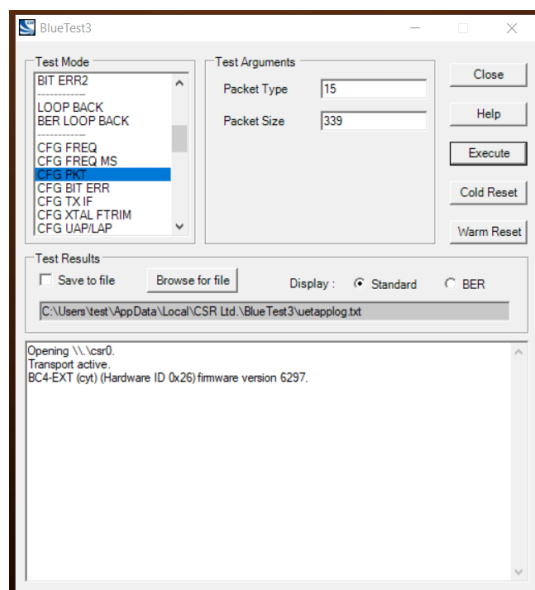 BlueTest3
Test Mode
BIT ERR2
------------
LOOP BACK
BER LOOP BACK
------------
CFG FREQ
CFG FREQ MS
CFG PKT
CFG BIT ERR
CFG TX IF
CFG XTAL FTRIM
CFG UAP/LAP
Test Arguments
Packet Type 15
Packet Size 339
Close
Help
Execute
Cold Reset
Warm Reset
Test Results
Save to file Browse for file Display : Standard BER
C:\Users\test\AppData\Local\CSR Ltd.\BlueTest3\uetapplog.txt
Opening \\.\csr0.
Transport active.
BC4-EXT (cyt) (Hardware ID 0x26) firmware version 6297.